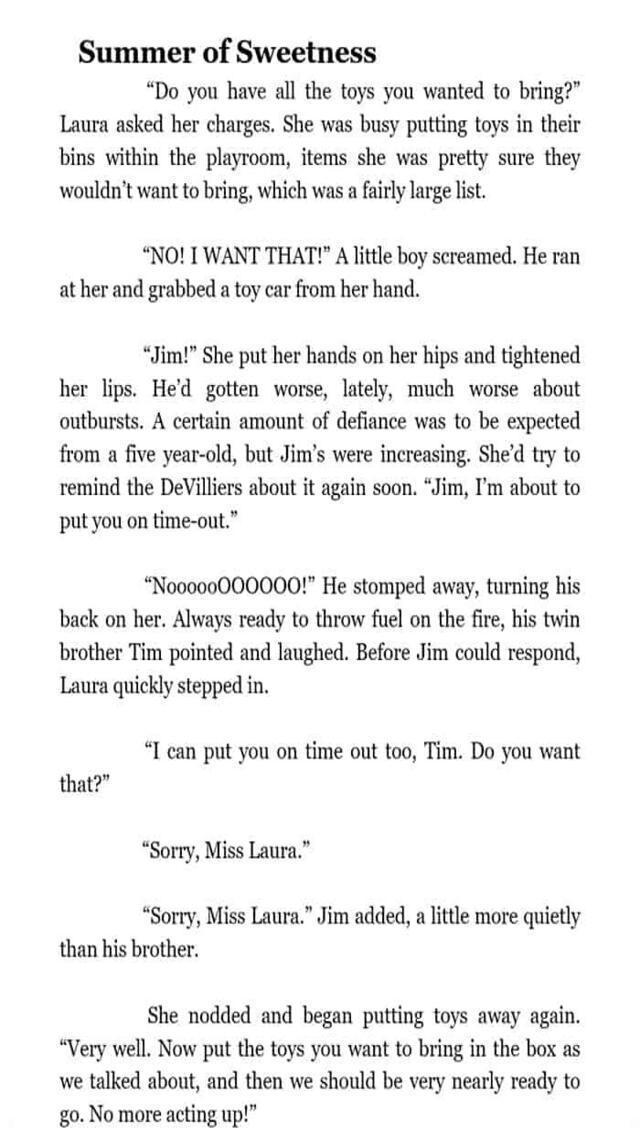 Summer of Sweetness
“Do you have all the toys you wanted to bring?”
Laura asked her charges. She was busy putting toys in their
bins within the playroom, items she was pretty sure they
wouldn’t want to bring, which was a fairly large list.
“NO! I WANT THAT!” A little boy screamed. He ran
at her and grabbed a toy car from her hand.
“Jim!” She put her hands on her hips and tightened
her lips. He’d gotten worse, lately, much worse about
outbursts. A certain amount of defiance was to be expected
from a five year-old, but Jim’s were increasing. She’d try to
remind the DeVilliers about it again soon. “Jim, I’m about to
put you on time-out.”
“NoooooOOOOOO!” He stomped away, turning his
back on her. Always ready to throw fuel on the fire, his twin
brother Tim pointed and laughed. Before Jim could respond,
Laura quickly stepped in.
“I can put you on time out too, Tim. Do you want
that?”
“Sorry, Miss Laura.”
“Sorry, Miss Laura.” Jim added, a little more quietly
than his brother.
She nodded and began putting toys away again.
“Very well. Now put the toys you want to bring in the box as
we talked about, and then we should be very nearly ready to
go. No more acting up!”